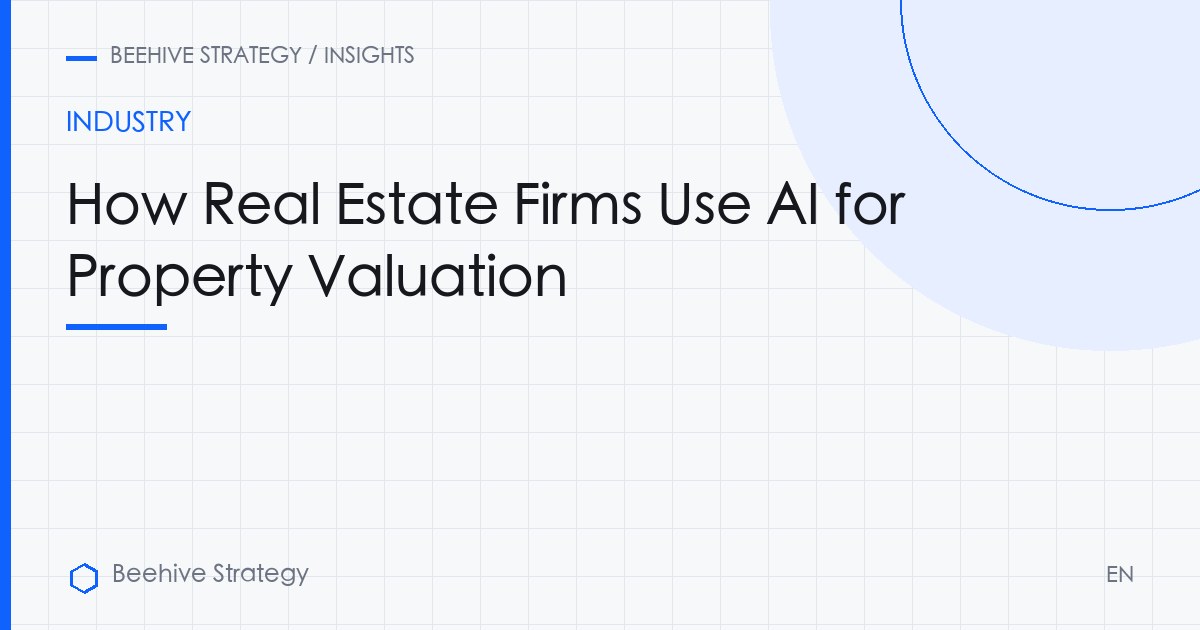 BEEHIVE STRATEGY / INSIGHTS
INDUSTRY
How Real Estate Firms Use AI for
Property Valuation
Beehive Strategy
EN